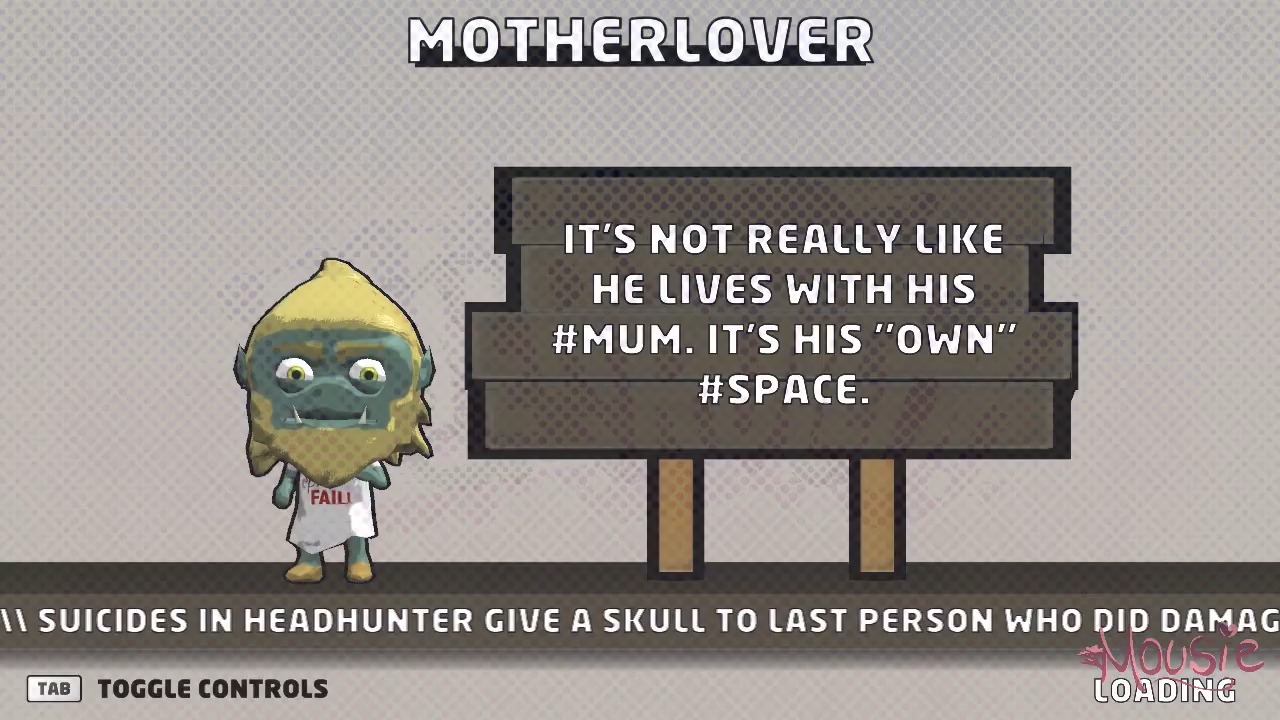 MOTHERLOVER
IT'S NOT REALLY LIKE
HE LIVES WITH HIS
#MUM. IT'S HIS "OWN"
#SPACE.
FAIL!
\\ SUICIDES IN HEADHUNTER GIVE A SKULL TO LAST PERSON WHO DID DAMAG
Mousie
TAB TOGGLE CONTROLS
LOADING